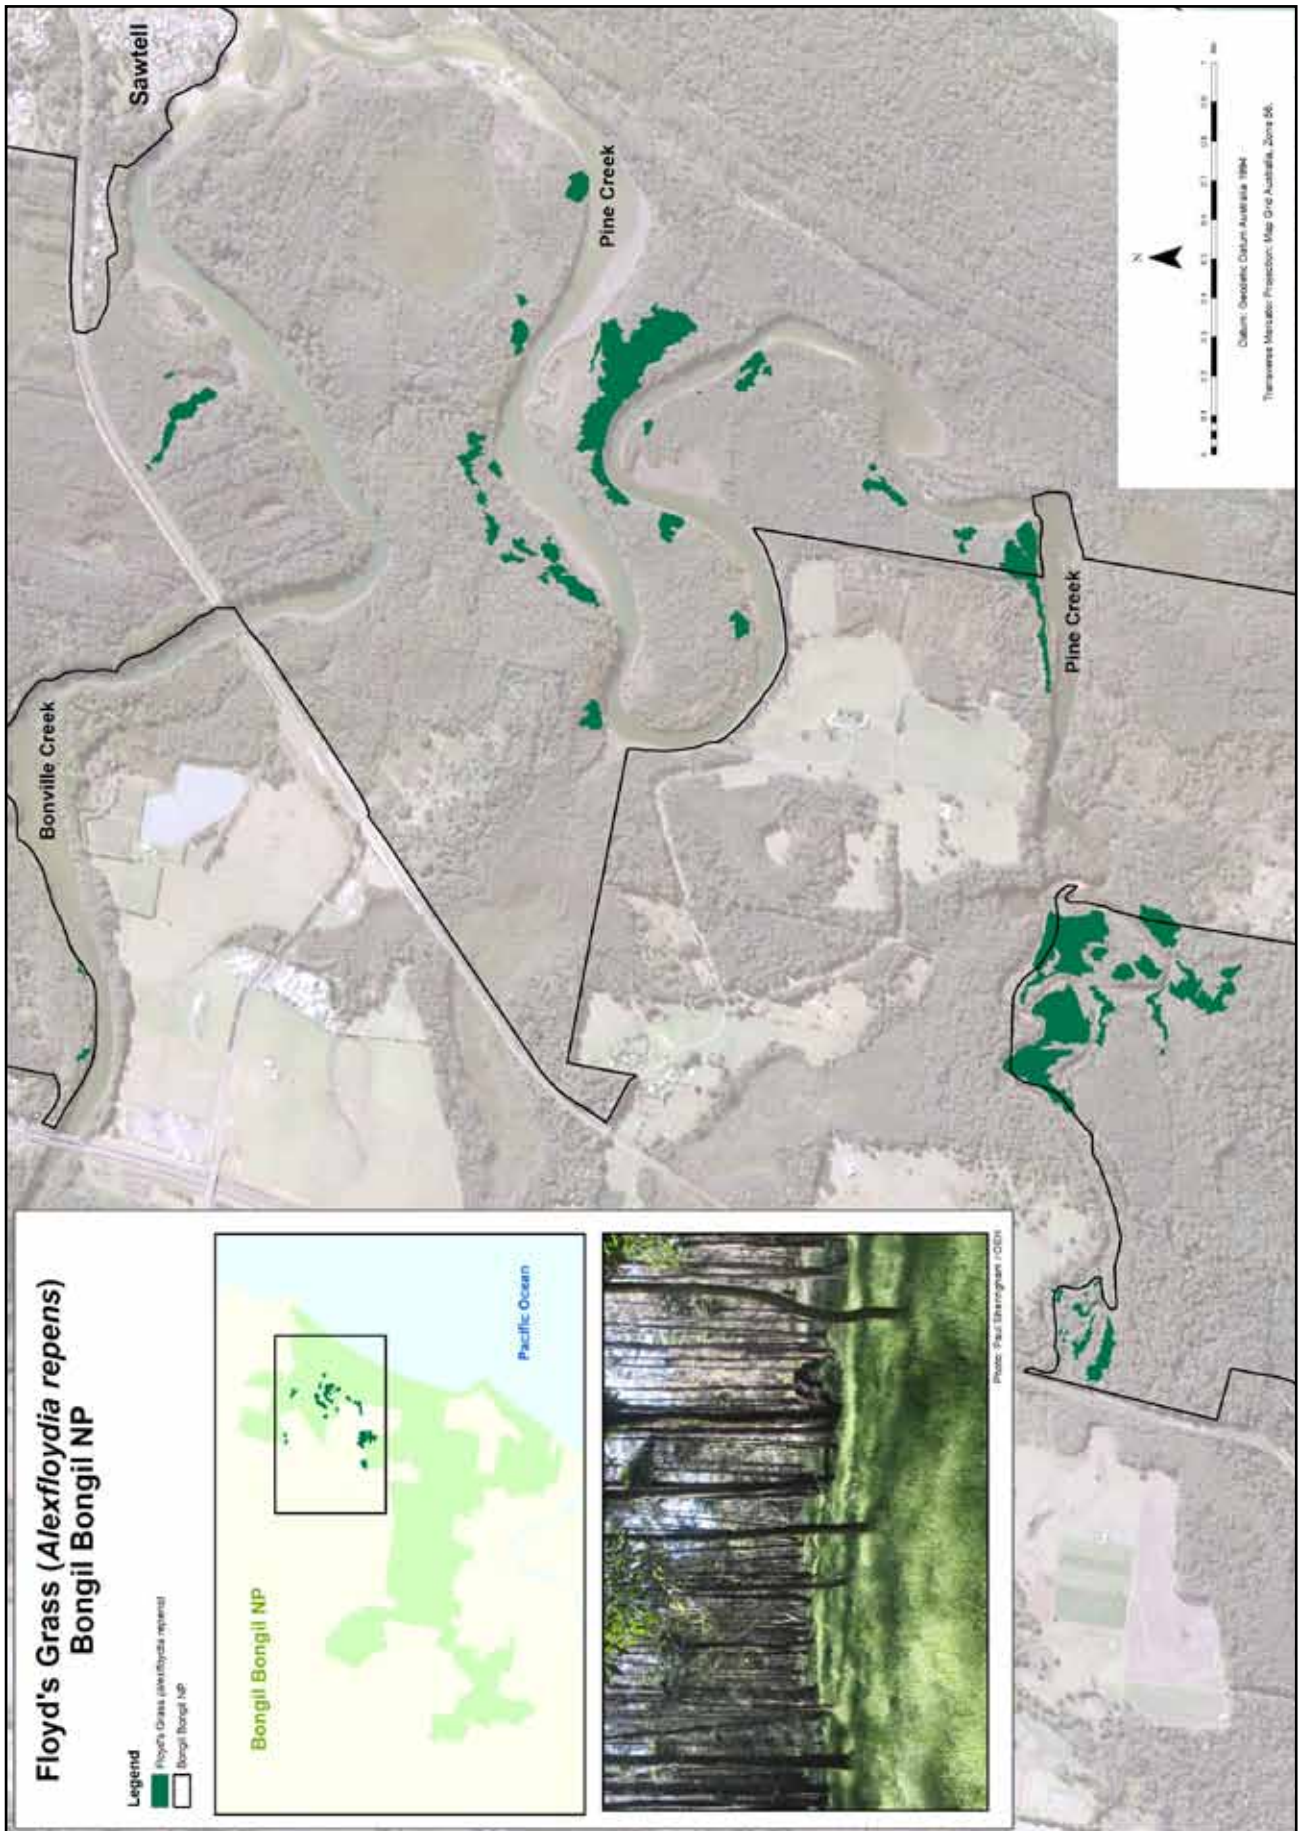 Floyd's Grass (Alexfloydia repens)
Bongil Bongil NP
Legend
Floyd's Grass (Alexfloydia repens)
Bongil Bongil NP
Bongil Bongil NP
Pacific Ocean
Photo: Paul Sheringham / OEH
Bonville Creek
Sawtell
Pine Creek
Pine Creek
N
Datum: Geodetic Datum Australia 1994
Transverse Mercator Projection: Map Grid Australia, Zone 56.